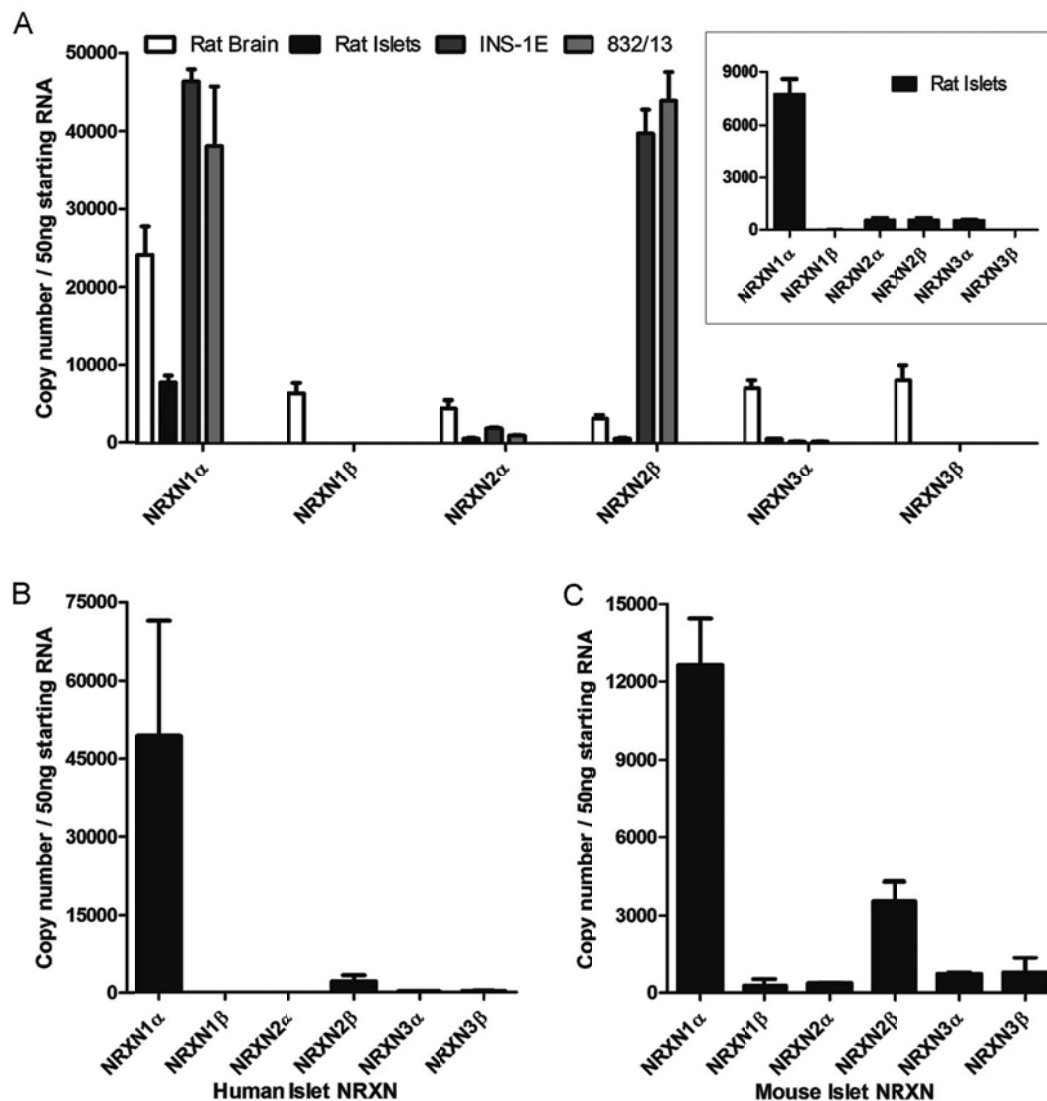 A
Rat Brain Rat Islets INS-1E 832/13
Copy number / 50ng starting RNA
50000
40000
30000
20000
10000
0
NRXN1α
NRXN1β
NRXN2α
NRXN2β
NRXN3α
NRXN3β
Rat Islets
9000
6000
3000
0
NRXN1α
NRXN1β
NRXN2α
NRXN2β
NRXN3α
NRXN3β
B
Copy number / 50ng starting RNA
75000
60000
45000
30000
15000
0
NRXN1α
NRXN1β
NRXN2α
NRXN2β
NRXN3α
NRXN3β
Human Islet NRXN
C
Copy number / 50ng starting RNA
15000
12000
9000
6000
3000
0
NRXN1α
NRXN1β
NRXN2α
NRXN2β
NRXN3α
NRXN3β
Mouse Islet NRXN